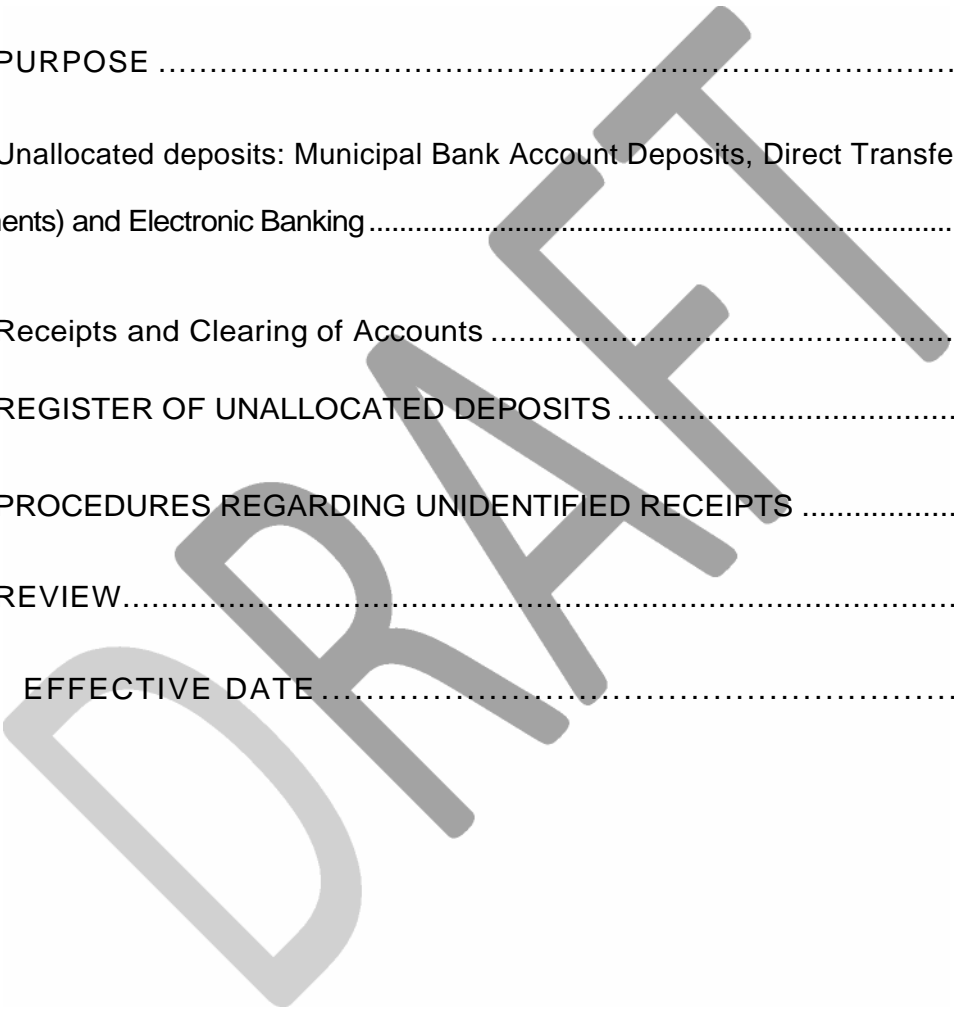 PURPOSE ...............................................................................
Unallocated deposits: Municipal Bank Account Deposits, Direct Transfe
ents) and Electronic Banking ...............................................................................
Receipts and Clearing of Accounts ...............................................
REGISTER OF UNALLOCATED DEPOSITS ..................................
PROCEDURES REGARDING UNIDENTIFIED RECEIPTS .................
REVIEW...............................................................................
EFFECTIVE DATE ...............................................................
DRAFT